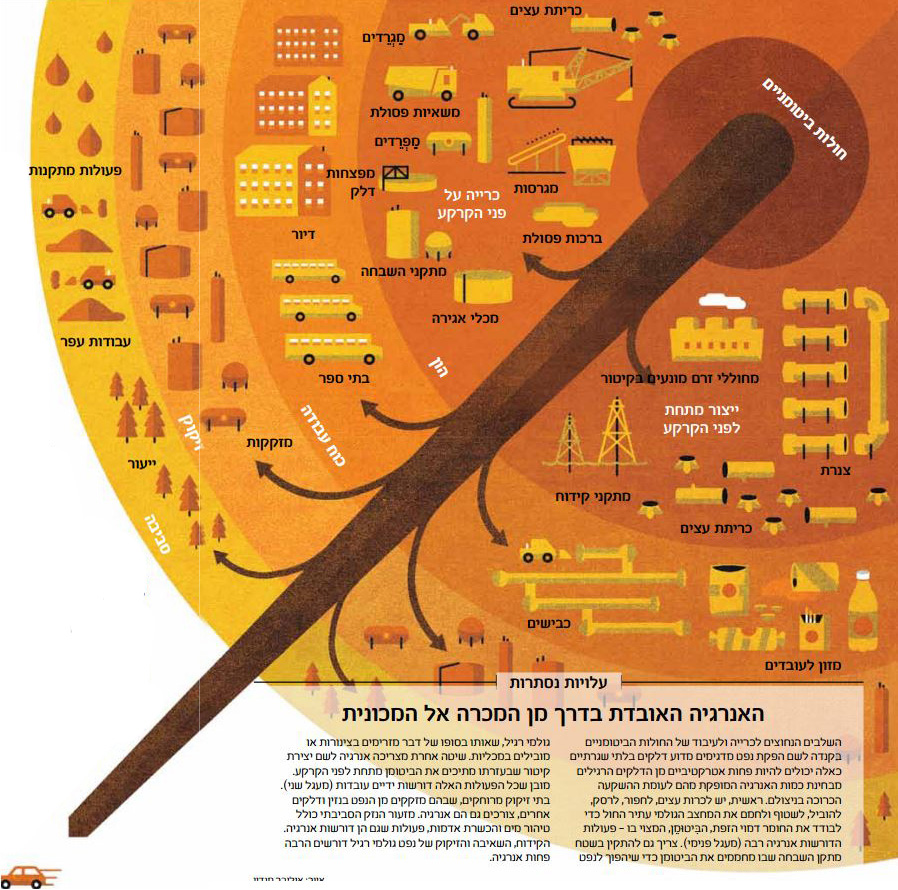 כריתת עצים
מַגְרֵדִים
משאיות פסולת
מַפְרֵדִים
מפצחות
דלק
מגרסות
כרייה על
פני הקרקע
ברכות פסולת
מתקני השבחה
מכלי אגירה
חולות ביטומניים
פעולות מתקנות
עבודות עפר
דיור
בתי ספר
הון
כוח עבודה
זיקוק
מזקקות
ייעור
סביבה
מחוללי זרם מונעים בקיטור
ייצור מתחת
לפני הקרקע
צנרת
מתקני קידוח
כריתת עצים
כבישים
מזון לעובדים
עלויות נסתרות
האנרגיה האובדת בדרך מן המכרה אל המכונית
השלבים הנחוצים לכרייה ולעיבוד של החולות הביטומניים
בקנדה לשם הפקת נפט מדגימים מדוע דלקים בלתי שגרתיים
כאלה יכולים להיות פחות אטרקטיביים מן הדלקים הרגילים
מבחינת כמות האנרגיה המופקת מהם לעומת ההשקעה
הכרוכה בניצולם. ראשית, יש לכרות עצים, לחפור, לרסק,
להוביל, לשטוף ולחמם את המחצב הגולמי עתיר החול כדי
לבודד את החומר דמוי הזפת, הבִּיטוּמֶן, המצוי בו – פעולות
הדורשות אנרגיה רבה (מעגל פנימי). צריך גם להתקין בשטח
מתקן השבחה שבו מחממים את הביטומן כדי שיהפוך לנפט
גולמי רגיל, שאותו בסופו של דבר מזרימים בצינורות או
מובילים במכליות. שיטה אחרת מצריכה אנרגיה לשם יצירת
קיטור שבעזרתו מתיכים את הביטומן מתחת לפני הקרקע.
מובן שכל הפעולות האלה דורשות ידיים עובדות (מעגל שני).
בתי זיקוק מרוחקים, שבהם מזקקים מן הנפט בנזין ודלקים
אחרים, צורכים גם הם אנרגיה. מזעור הנזק הסביבתי כולל
טיהור מים והכשרת אדמות, פעולות שגם הן דורשות אנרגיה.
הקידוח, השאיבה והזיקוק של נפט גולמי רגיל דורשים הרבה
פחות אנרגיה.